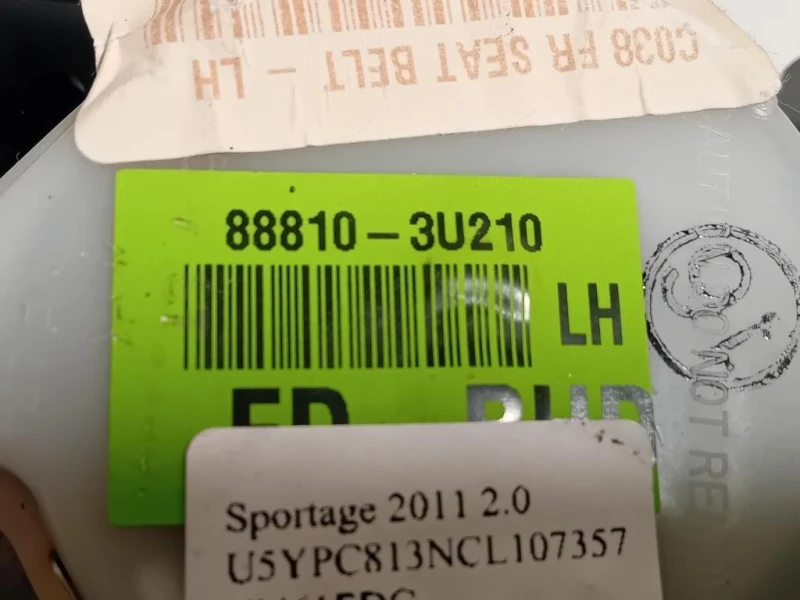 C038 FR SEAT BELT - LH
88810-3U210
LH
Sportage 2011 2.0
U5YPC813NCL107357